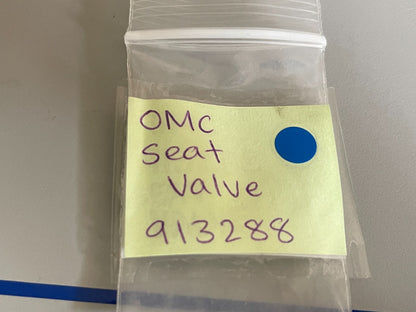 OMC
Seat
Valve
913288